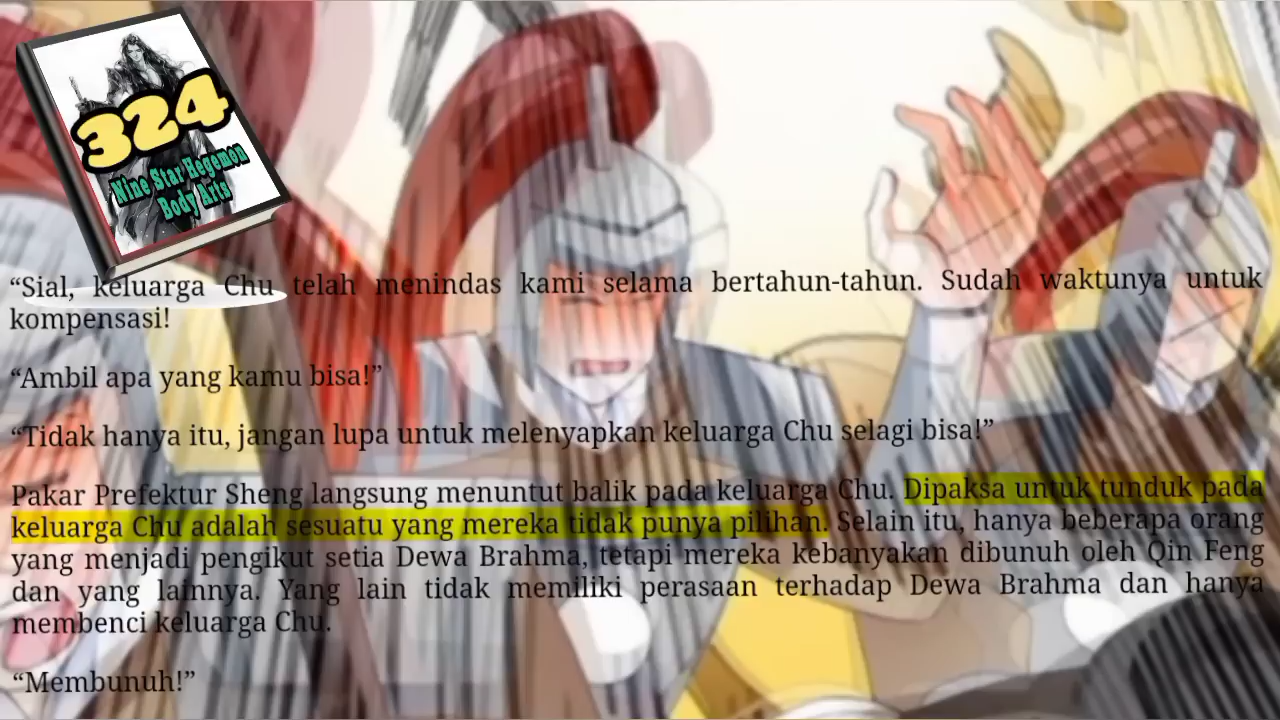 324
Nine Star Hegemon
Body Arts
“Sial, keluarga Chu telah menindas kami selama bertahun-tahun. Sudah waktunya untuk
kompensasi!
“Ambil apa yang kamu bisa!”
“Tidak hanya itu, jangan lupa untuk melenyapkan keluarga Chu selagi bisa!”
Pakar Prefektur Sheng langsung menuntut balik pada keluarga Chu. Dipaksa untuk tunduk pada
keluarga Chu adalah sesuatu yang mereka tidak punya pilihan. Selain itu, hanya beberapa orang
yang menjadi pengikut setia Dewa Brahma, tetapi mereka kebanyakan dibunuh oleh Qin Feng
dan yang lainnya. Yang lain tidak memiliki perasaan terhadap Dewa Brahma dan hanya
membenci keluarga Chu.
“Membunuh!”